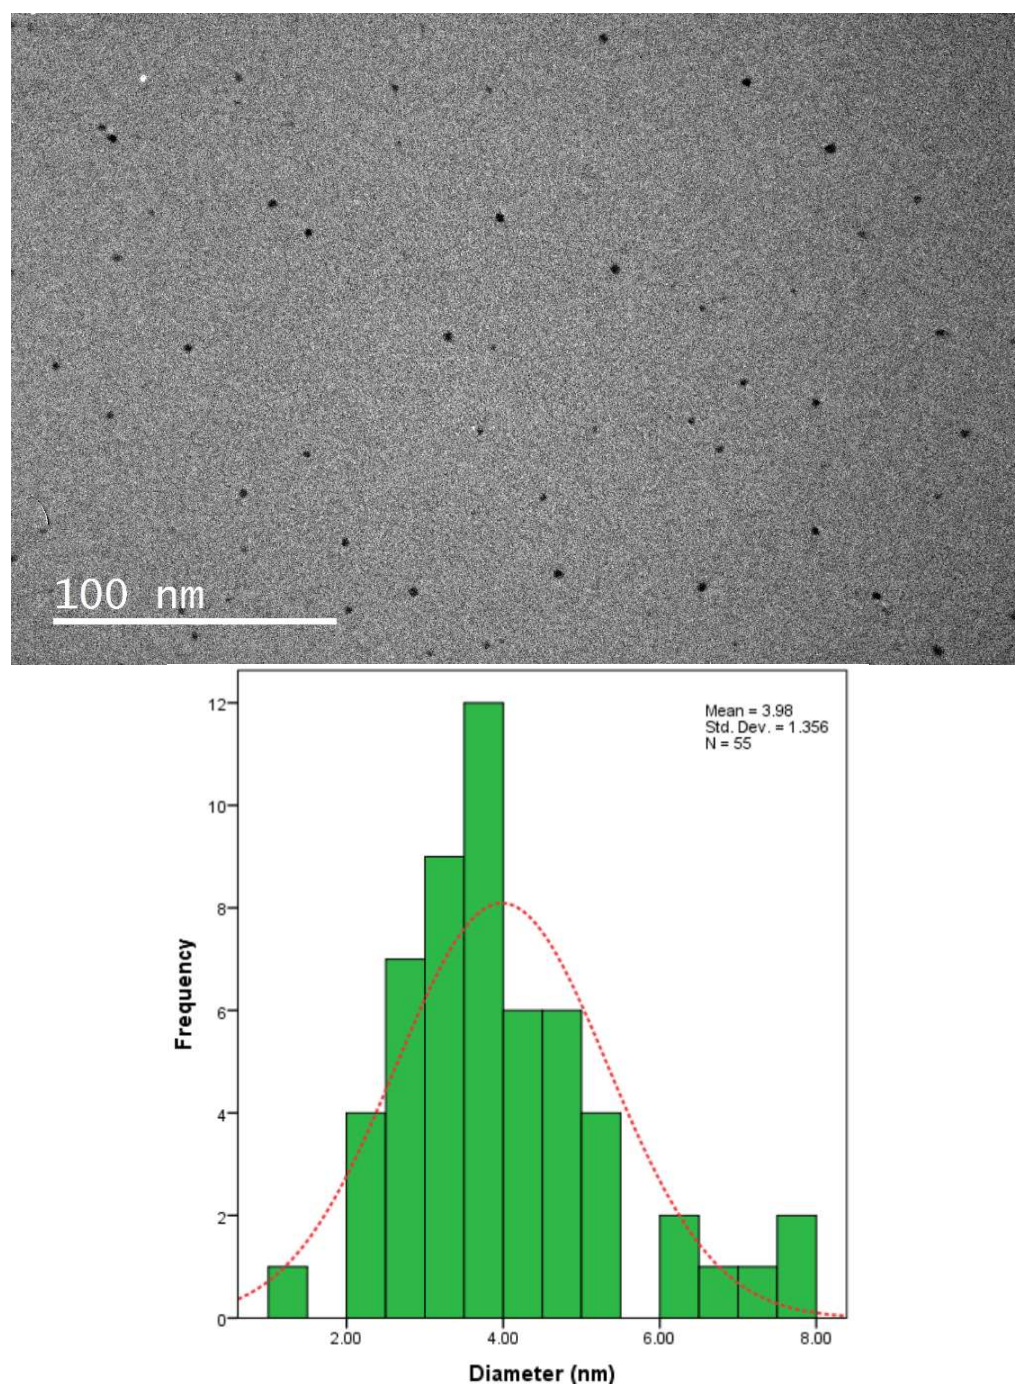 100 nm
Mean = 3.98
Std. Dev. = 1.356
N = 55
12
10
8
6
4
2
0
Frequency
2.00 4.00 6.00 8.00
Diameter (nm)